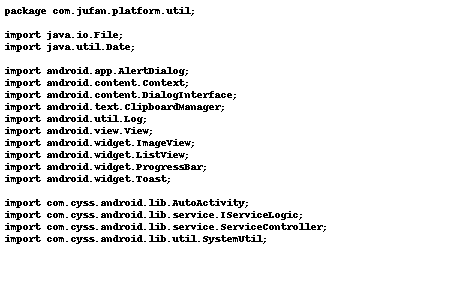 package com.jufan.platform.util;
import java.io.File;
import java.util.Date;
import android.app.AlertDialog;
import android.content.Context;
import android.content.DialogInterface;
import android.text.ClipboardManager;
import android.util.Log;
import android.view.View;
import android.widget.ImageView;
import android.widget.ListView;
import android.widget.ProgressBar;
import android.widget.Toast;
import com.cyss.android.lib.AutoActivity;
import com.cyss.android.lib.service.IServiceLogic;
import com.cyss.android.lib.service.ServiceController;
import com.cyss.android.lib.util.SystemUtil;